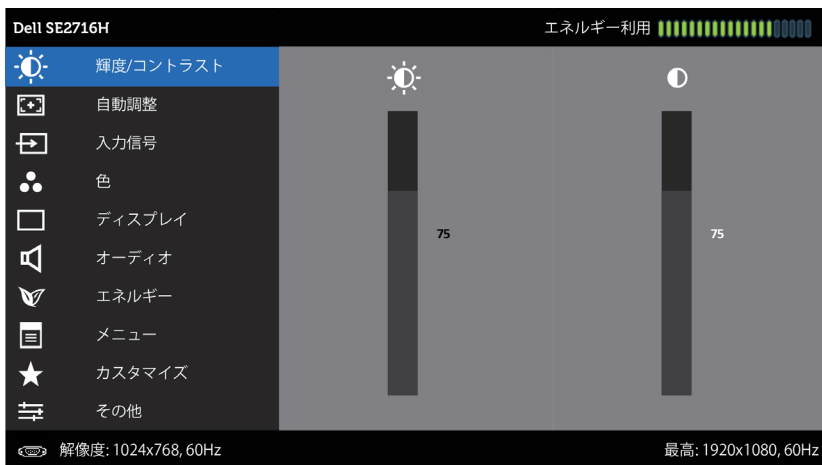 Dell SE2716H
エネルギー利用
輝度/コントラスト
自動調整
入力信号
色
ディスプレイ
オーディオ
エネルギー
メニュー
カスタマイズ
その他
75
75
解像度: 1024x768, 60Hz
最高: 1920x1080, 60Hz